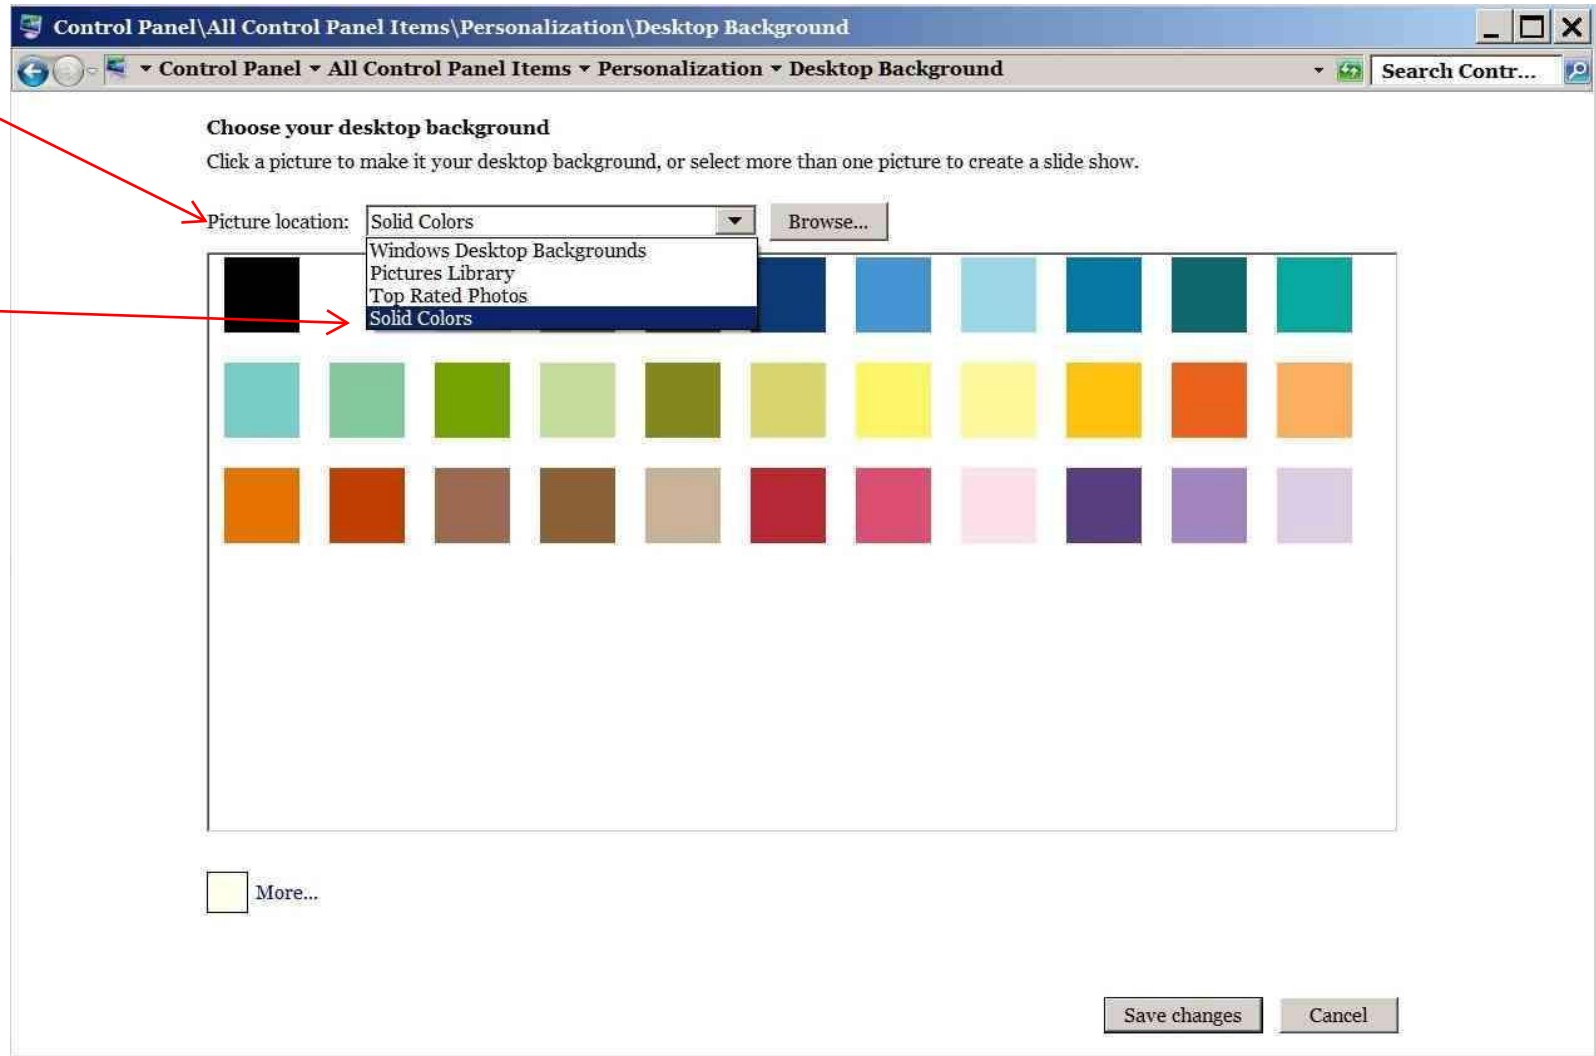 Control Panel\All Control Panel Items\Personalization\Desktop Background
Control Panel All Control Panel Items Personalization Desktop Background Search Contr...
Choose your desktop background
Click a picture to make it your desktop background, or select more than one picture to create a slide show.
Picture location: Solid Colors Browse...
Windows Desktop Backgrounds
Pictures Library
Top Rated Photos
Solid Colors
More...
Save changes Cancel